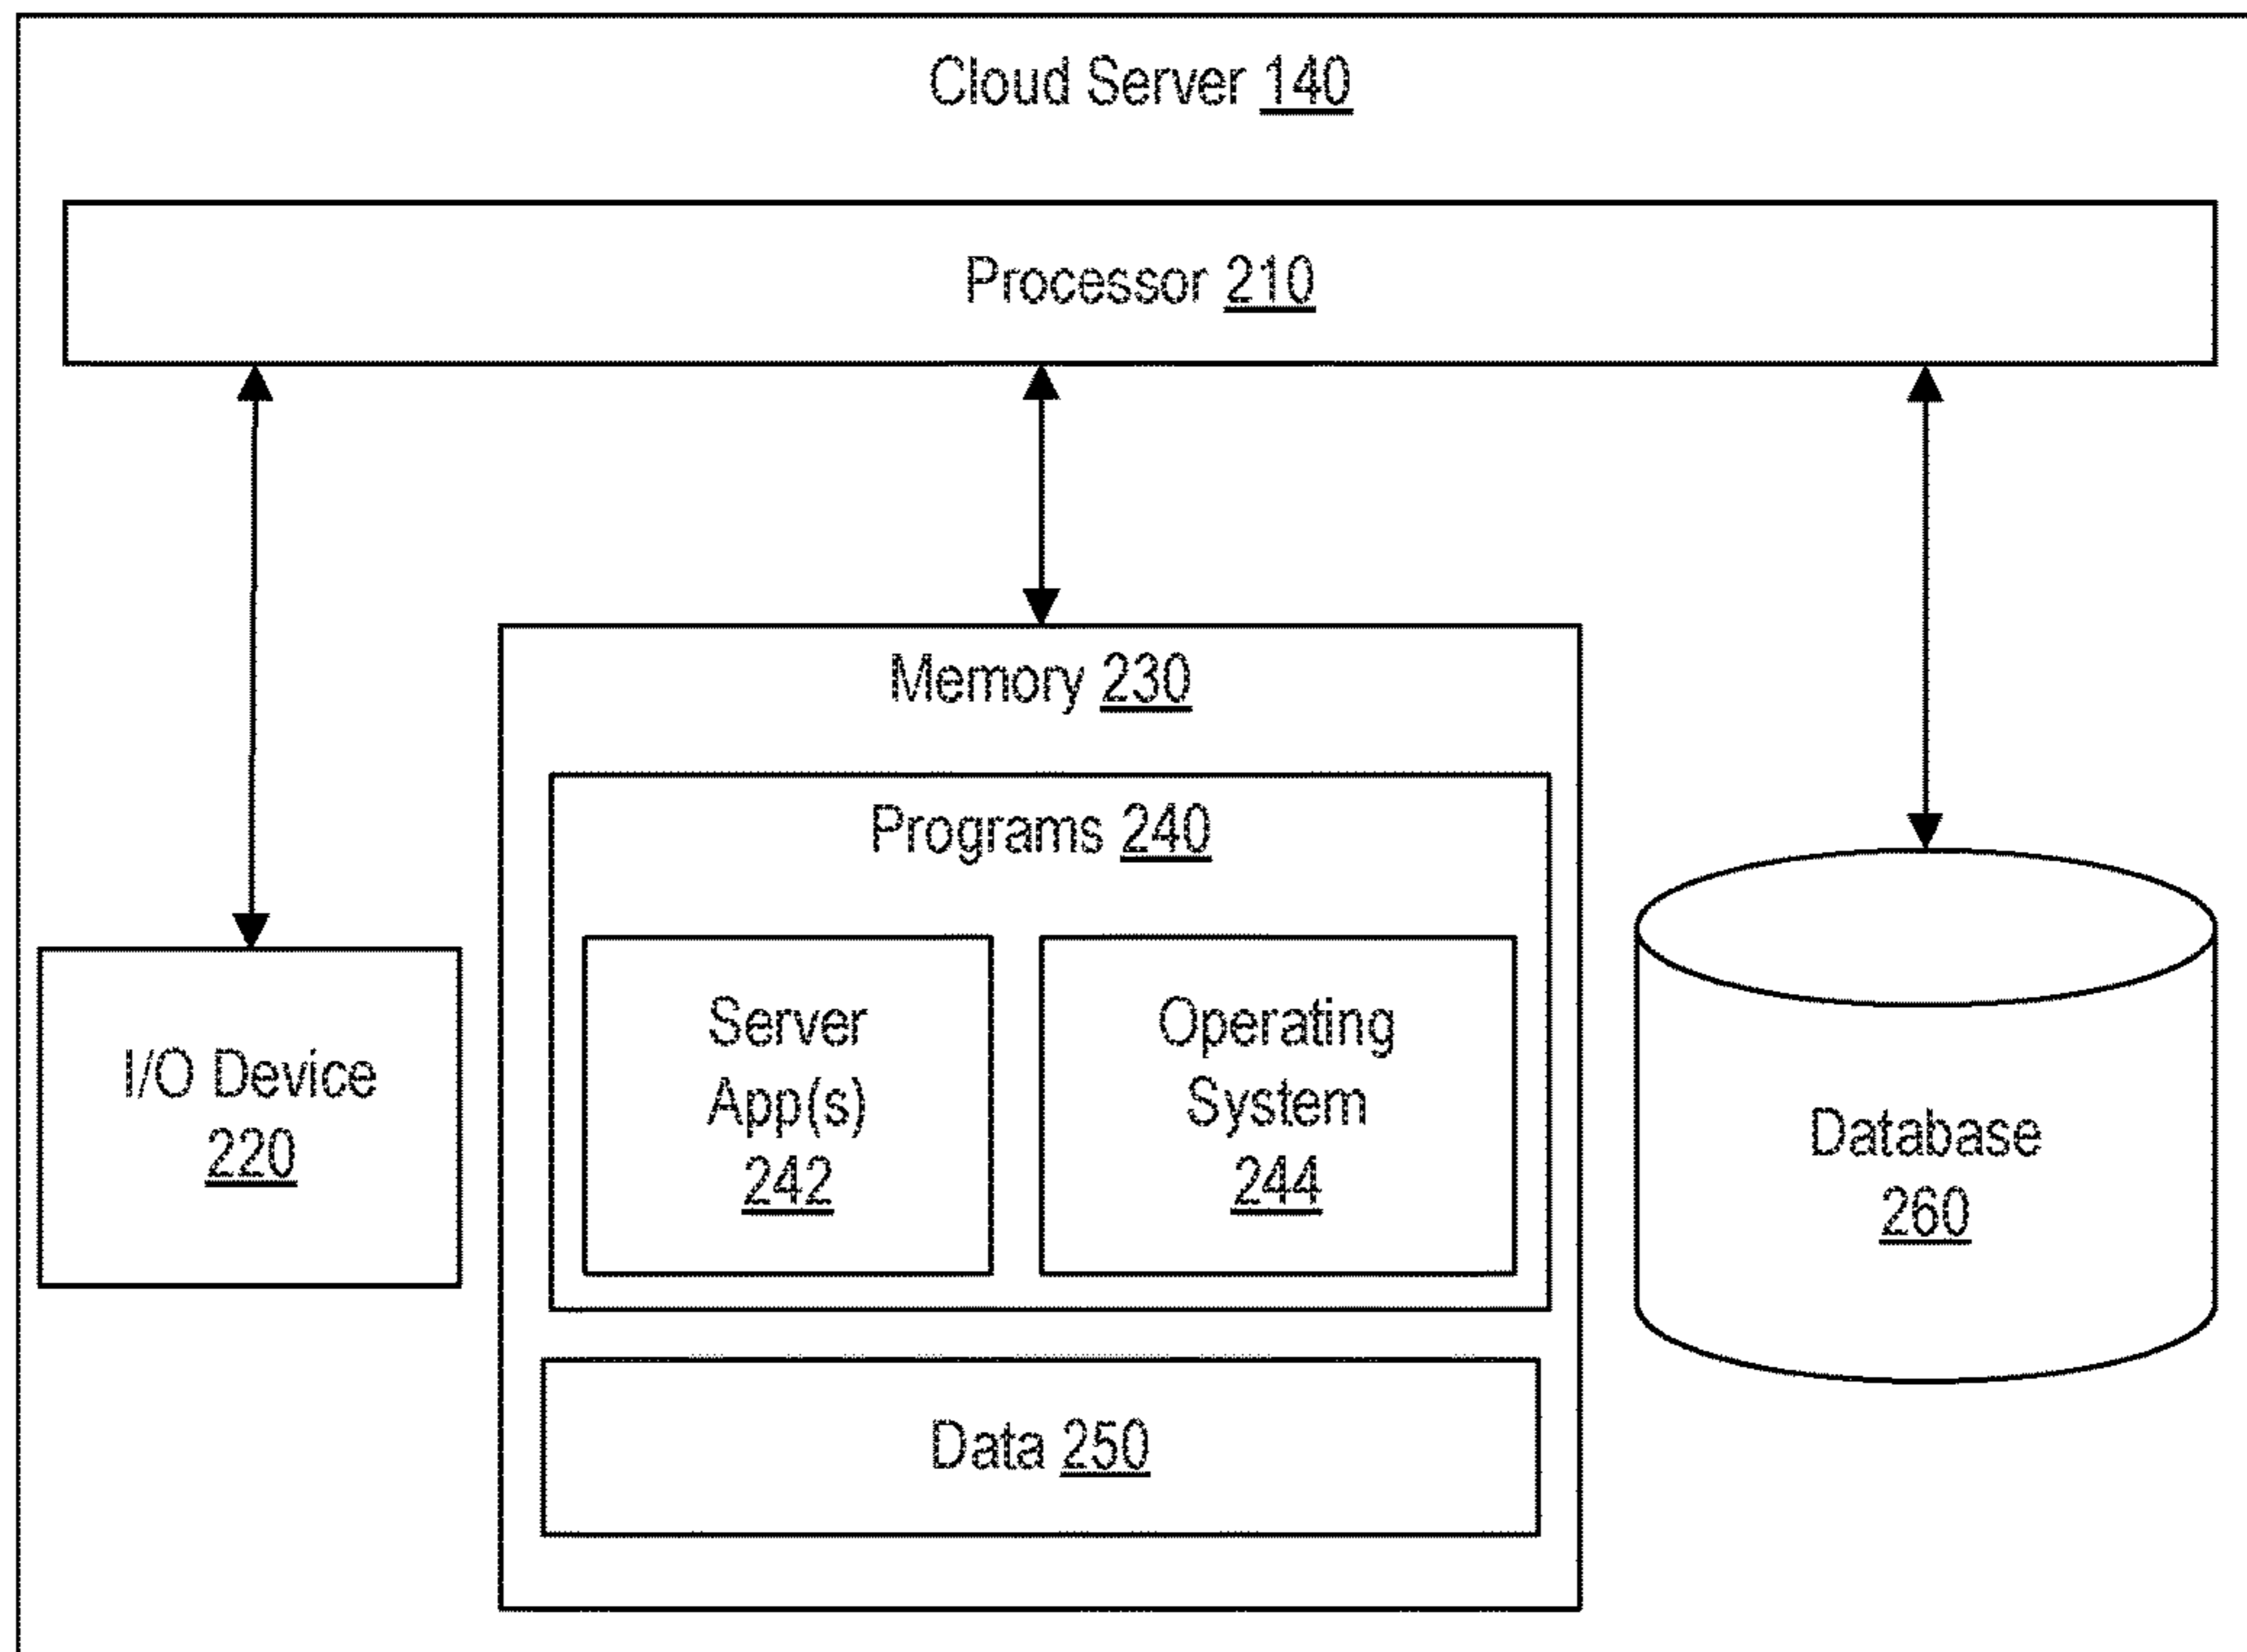 Cloud Server 140
Processor 210
Memory 230
Programs 240
Server
App(s)
242
Operating
System
244
I/O Device
220
Database
260
Data 250